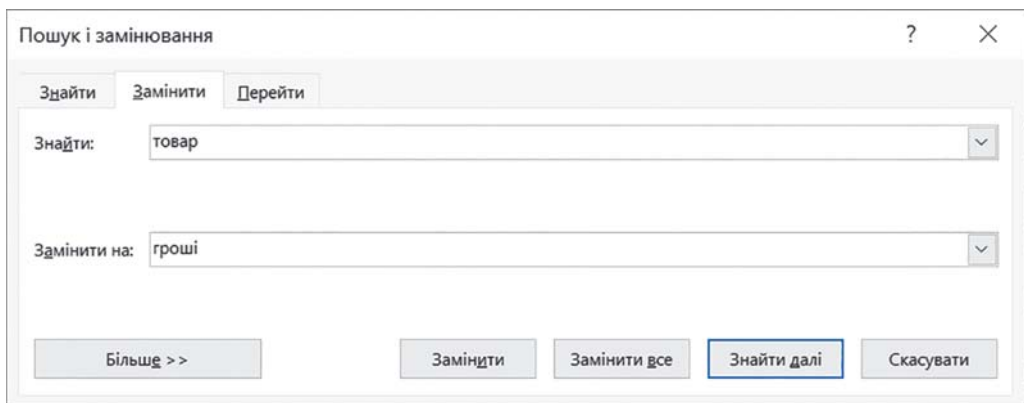 Пошук і замінювання ?
Знайти Замінити Перейти
Знайти: товар
Замінити на: гроші
Більше >> Замінити Замінити все Знайти далі Скасувати